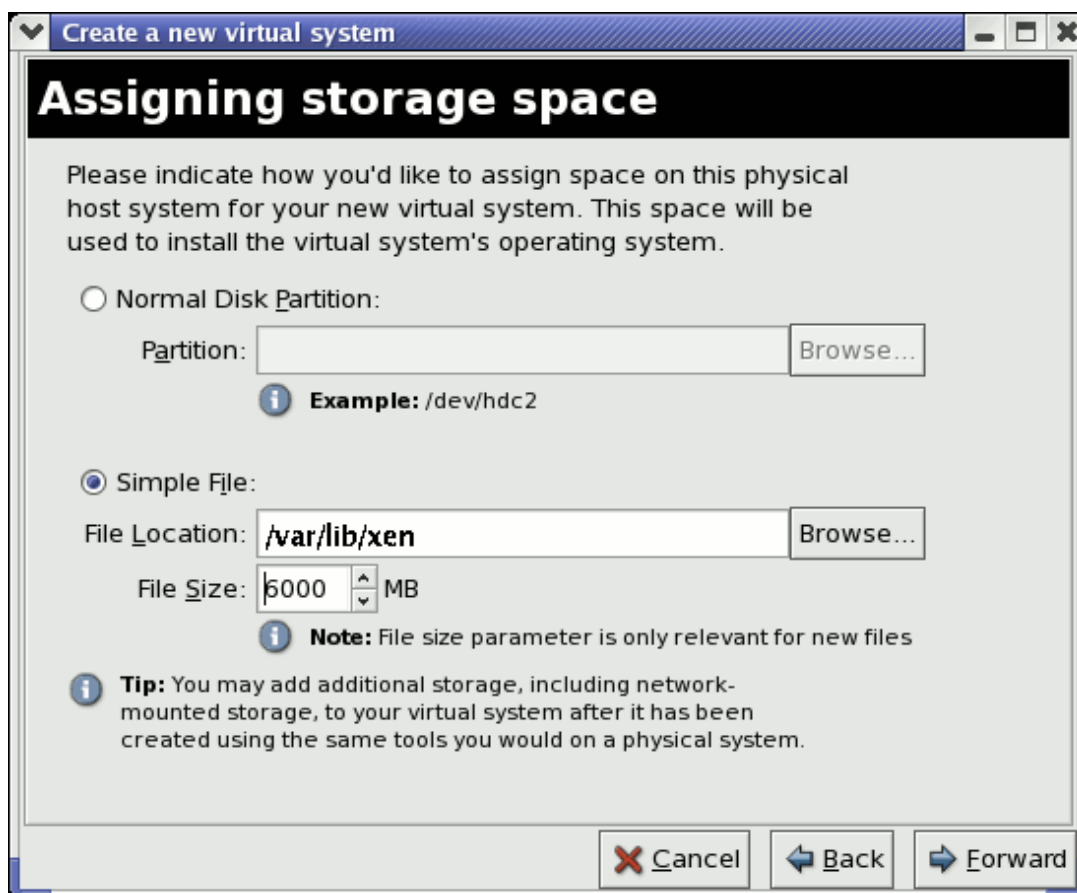 Create a new virtual system
Assigning storage space
Please indicate how you'd like to assign space on this physical
host system for your new virtual system. This space will be
used to install the virtual system's operating system.
Normal Disk Partition:
Partition: Browse...
Example: /dev/hdc2
Simple File:
File Location: /var/lib/xen Browse...
File Size: 6000 MB
Note: File size parameter is only relevant for new files
Tip: You may add additional storage, including network-
mounted storage, to your virtual system after it has been
created using the same tools you would on a physical system.
Cancel Back Forward